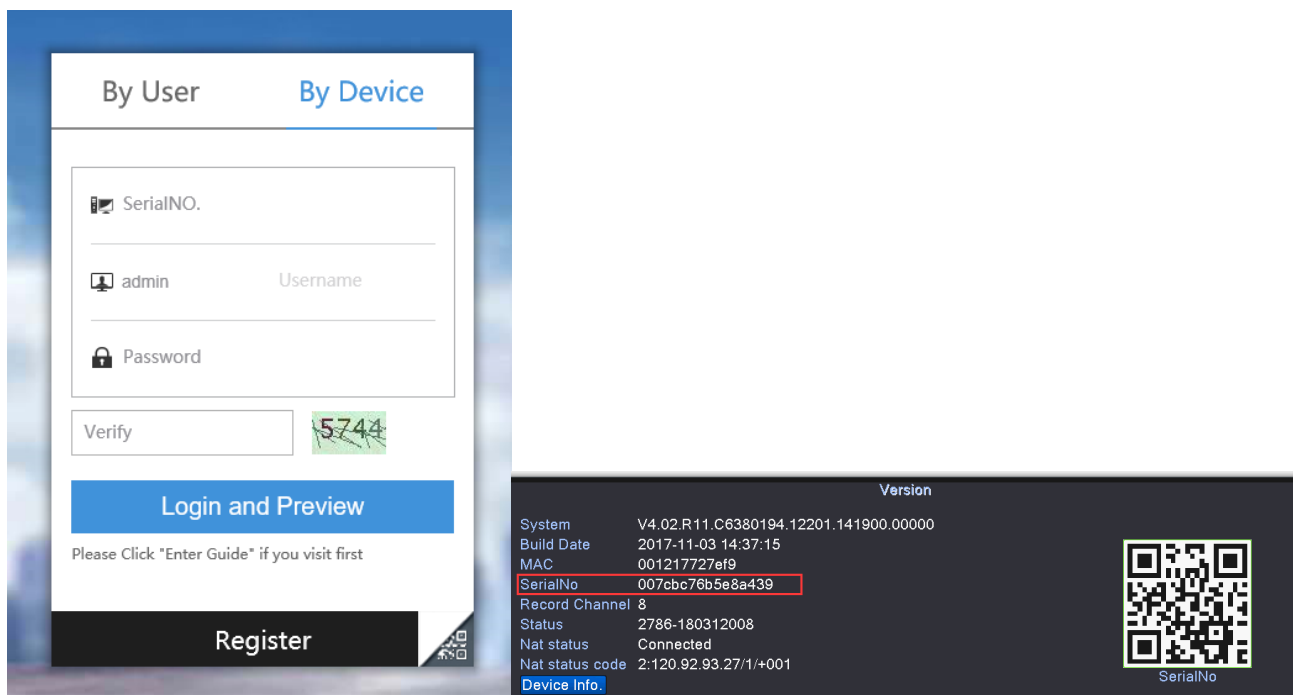 By User By Device
SerialNO.
admin Username
Password
Verify 5744
Login and Preview
Please Click "Enter Guide" if you visit first
Register
Version
System V4.02.R11.C6380194.12201.141900.00000
Build Date 2017-11-03 14:37:15
MAC 001217727ef9
SerialNo 007cbc76b5e8a439
Record Channel 8
Status 2786-180312008
Nat status Connected
Nat status code 2:120.92.93.27/1/+001
Device Info.
SerialNo